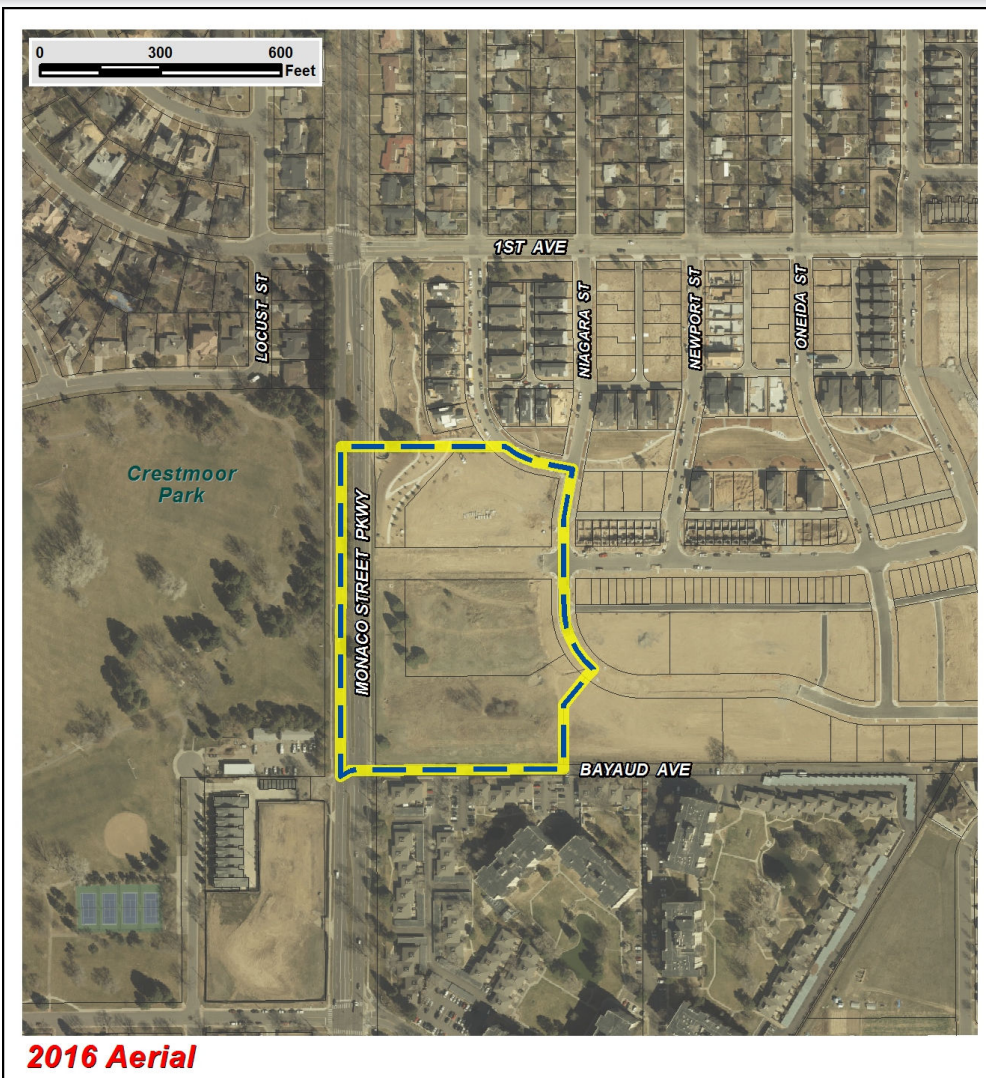 0 300 600
Feet
1ST AVE
LOCUST ST
NIAGARA ST
NEWPORT ST
ONEIDA ST
Crestmoor
Park
MONACO STREET PKWY
BAYAUD AVE
2016 Aerial